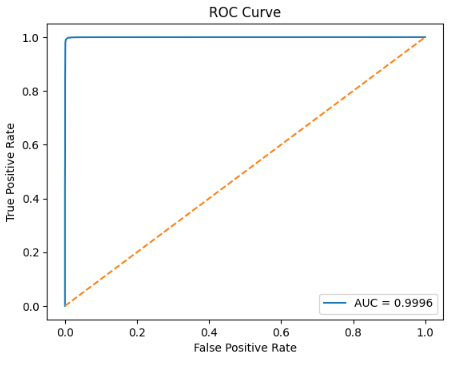 ROC Curve
True Positive Rate
1.0
0.8
0.6
0.4
0.2
0.0
AUC = 0.9996
0.0 0.2 0.4 0.6 0.8 1.0
False Positive Rate